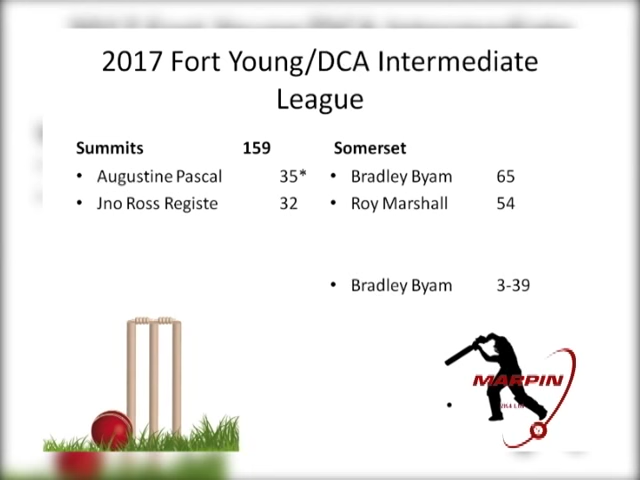 2017 Fort Young/DCA Intermediate
League
Summits 159 Somerset
• Augustine Pascal 35* • Bradley Byam 65
• Jno Ross Registe 32 • Roy Marshall 54
• Bradley Byam 3-39
MARPIN